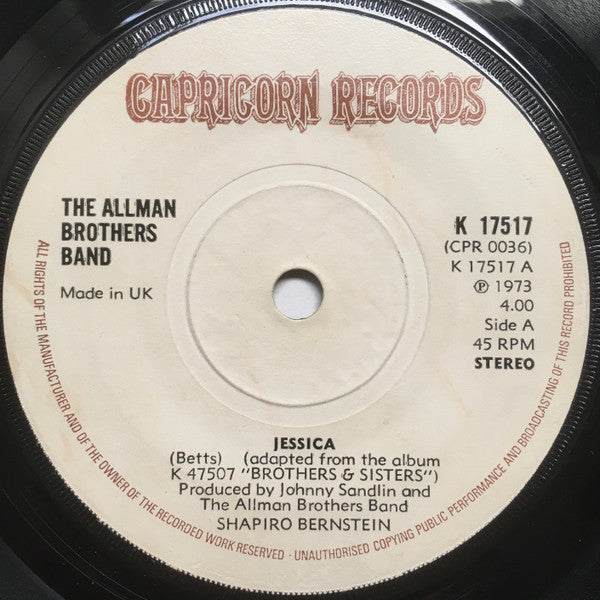 CAPRICORN RECORDS
THE ALLMAN
BROTHERS
BAND
Made in UK
K 17517
(CPR 0036)
K 17517 A
℗ 1973
4.00
Side A
45 RPM
STEREO
JESSICA
(Betts) (adapted from the album
K 47507 "BROTHERS & SISTERS")
Produced by Johnny Sandlin and
The Allman Brothers Band
SHAPIRO BERNSTEIN
ALL RIGHTS OF THE MANUFACTURER AND OF THE OWNER OF THE RECORDED WORK RESERVED · UNAUTHORISED COPYING PUBLIC PERFORMANCE AND BROADCASTING OF THIS RECORD PROHIBITED